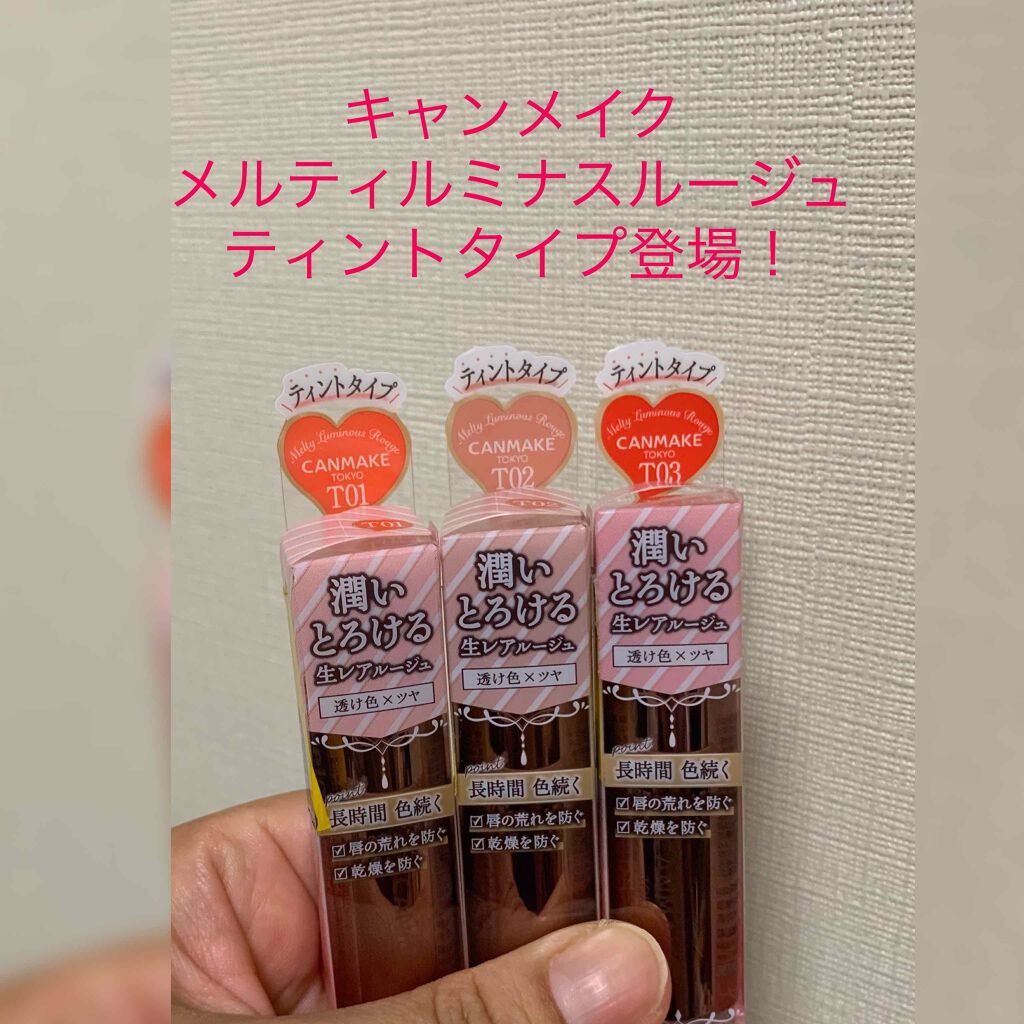 キャンメイク
メルティルミナスルージュ
ティントタイプ登場！
ティントタイプ
Melty Luminous Rouge
CANMAKE
TOKYO
T01
T01
潤い
とろける
生レアルージュ
透け色×ツヤ
point
長時間 色続く
唇の荒れを防ぐ
乾燥を防ぐ
ティントタイプ
Melty Luminous Rouge
CANMAKE
TOKYO
T02
T02
潤い
とろける
生レアルージュ
透け色×ツヤ
point
長時間 色続く
唇の荒れを防ぐ
乾燥を防ぐ
ティントタイプ
Melty Luminous Rouge
CANMAKE
TOKYO
T03
潤い
とろける
生レアルージュ
透け色×ツヤ
point
長時間 色続く
唇の荒れを防ぐ
乾燥を防ぐ